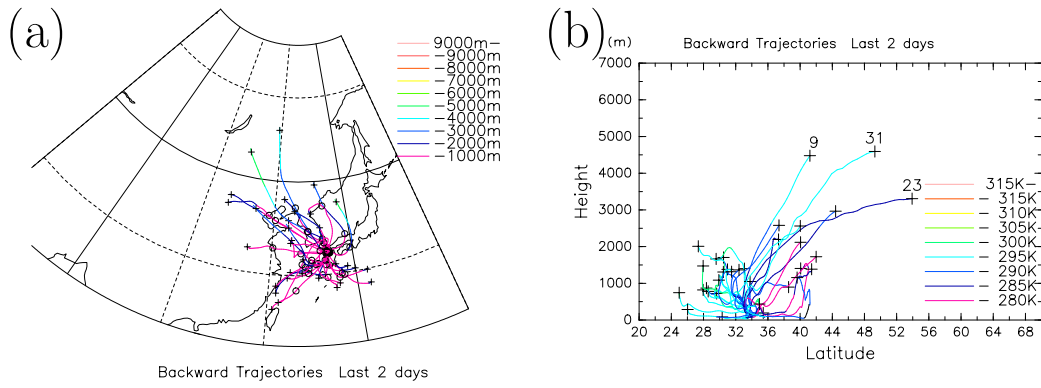 (a)
9000m−
−9000m
−8000m
−7000m
−6000m
−5000m
−4000m
−3000m
−2000m
−1000m
Backward Trajectories Last 2 days
(b)
(m)
Backward Trajectories Last 2 days
7000
6000
5000
4000
3000
2000
1000
0
Height
9
31
23
315K−
− 315K
− 310K
− 305K
− 300K
− 295K
− 290K
− 285K
− 280K
20 24 28 32 36 40 44 48 52 56 60 64 68
Latitude